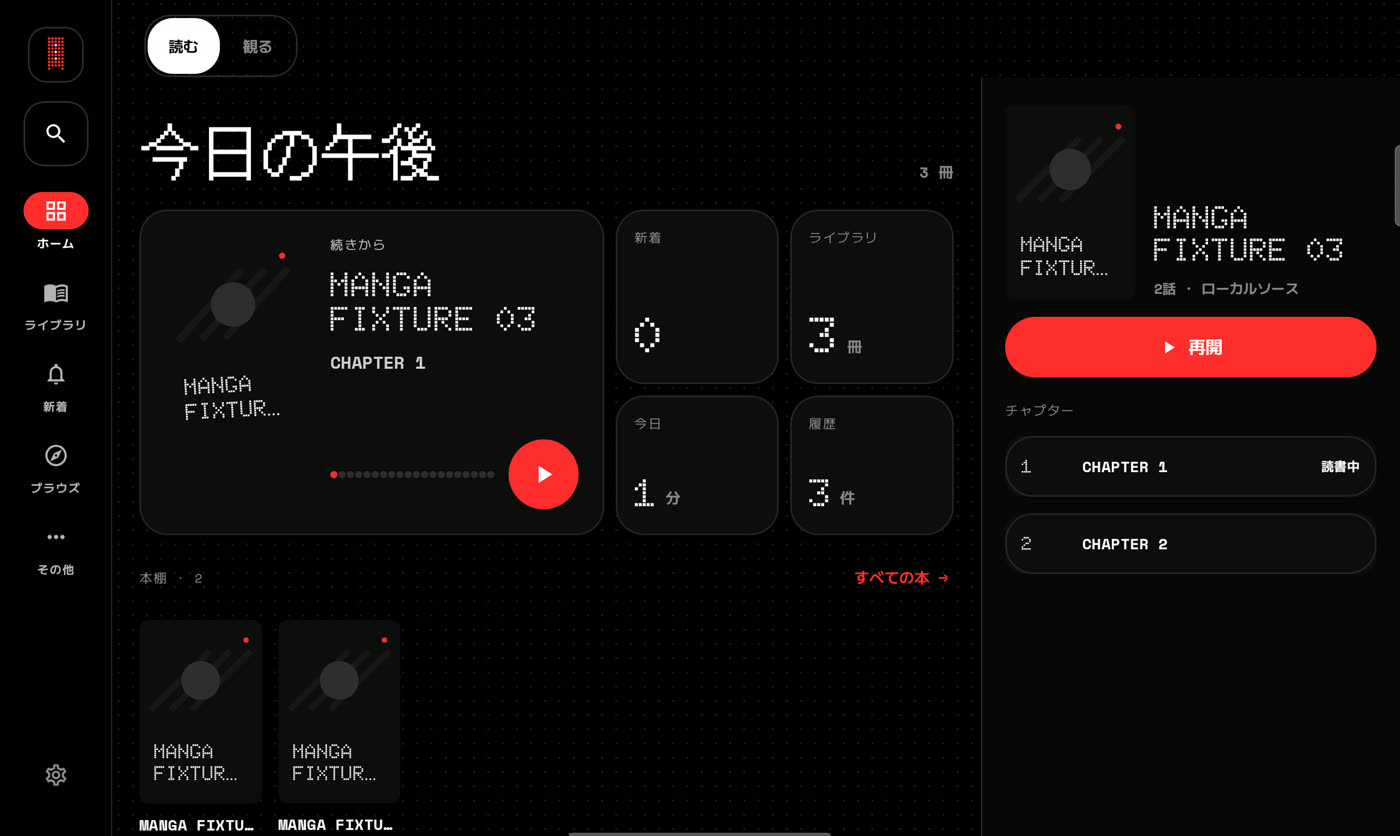 読む
観る
ホーム
ライブラリ
新着
ブラウズ
その他
今日の午後
3 冊
続きから
MANGA
FIXTURE 03
CHAPTER 1
MANGA
FIXTUR…
新着
0
ライブラリ
3 冊
今日
1 分
履歴
3 件
本棚 · 2
すべての本 →
MANGA
FIXTUR…
MANGA FIXTU…
MANGA
FIXTUR…
MANGA FIXTU…
MANGA
FIXTUR…
MANGA
FIXTURE 03
2話 · ローカルソース
再開
チャプター
1 CHAPTER 1 読書中
2 CHAPTER 2